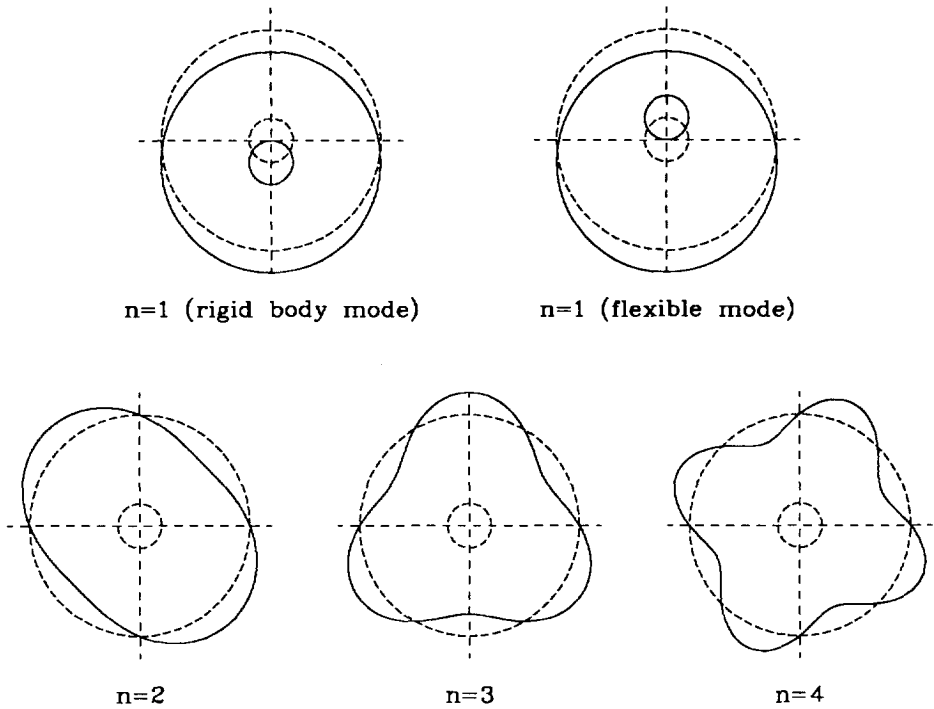 n=1 (rigid body mode)
n=1 (flexible mode)
n=2
n=3
n=4